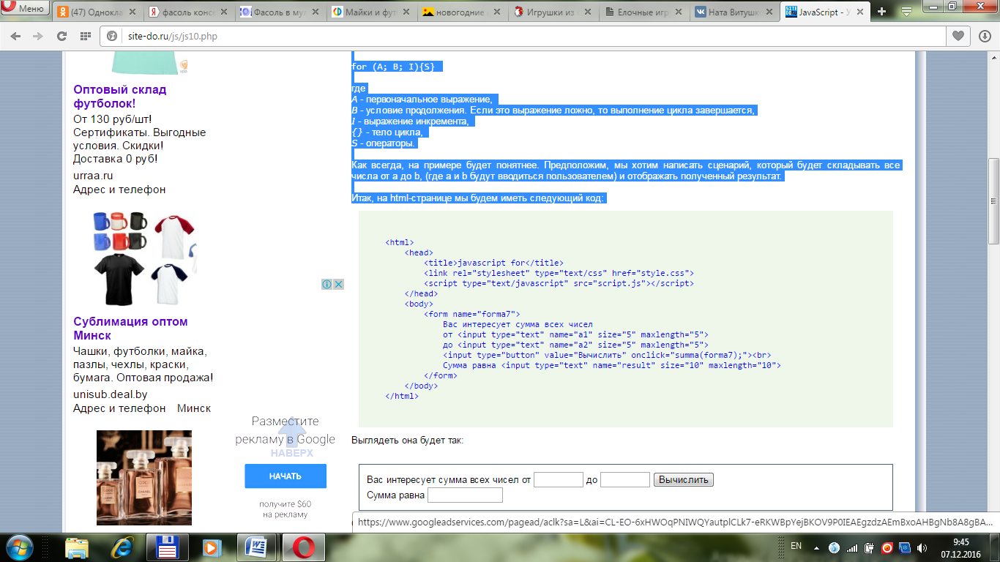 Меню
(47) Однокла
фасоль консо
Фасоль в мул
Майки и фут
новогодние
Игрушки из
Елочные игр
Ната Витушк
JavaScript - У
site-do.ru/js/js10.php
Оптовый склад
футболок!
От 130 руб/шт!
Сертификаты. Выгодные
условия. Скидки!
Доставка 0 руб!
urraa.ru
Адрес и телефон
Сублимация оптом
Минск
Чашки, футболки, майка,
пазлы, чехлы, краски,
бумага. Оптовая продажа!
unisub.deal.by
Адрес и телефон Минск
Разместите
рекламу в Google
НАВЕРХ
НАЧАТЬ
получите $60
на рекламу
for (A; B; I){S}
где
A - первоначальное выражение,
B - условие продолжения. Если это выражение ложно, то выполнение цикла завершается,
I - выражение инкремента,
{} - тело цикла,
S - операторы.
Как всегда, на примере будет понятнее. Предположим, мы хотим написать сценарий, который будет складывать все
числа от a до b, (где a и b будут вводиться пользователем) и отображать полученный результат.
Итак, на html-странице мы будем иметь следующий код:
<html>
<head>
<title>javascript for</title>
<link rel="stylesheet" type="text/css" href="style.css">
<script type="text/javascript" src="script.js"></script>
</head>
<body>
<form name="forma7">
Вас интересует сумма всех чисел
от <input type="text" name="a1" size="5" maxlength="5">
до <input type="text" name="a2" size="5" maxlength="5">
<input type="button" value="Вычислить" onclick="summa(forma7);"><br>
Сумма равна <input type="text" name="result" size="10" maxlength="10">
</form>
</body>
</html>
Выглядеть она будет так:
Вас интересует сумма всех чисел от до Вычислить
Сумма равна
https://www.googleadservices.com/pagead/aclk?sa=L&ai=CL-EO-6xHWOqPNIWQYautplCLk7-eRKWBpYejBKOV9P0IEAEgzdzAEmBxoAHBgNb8A8gBA...
EN
9:45
07.12.2016